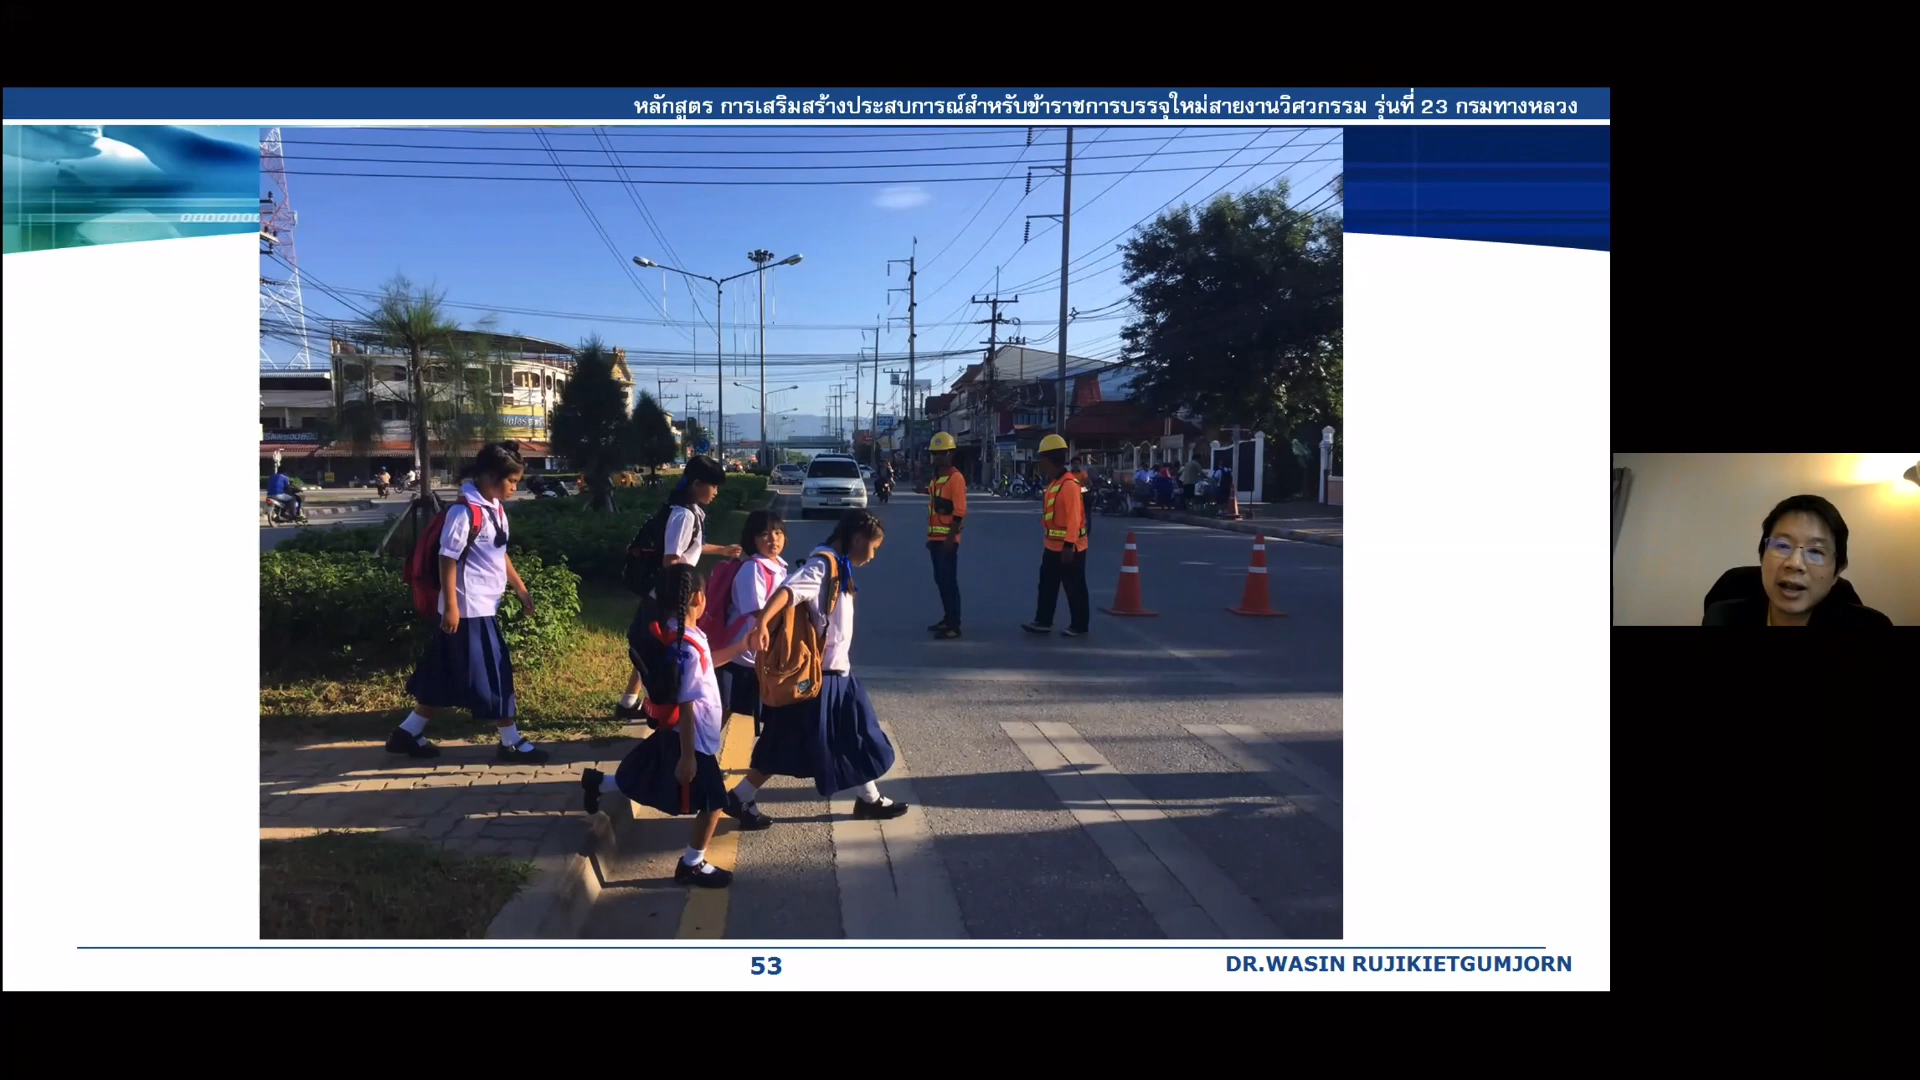 หลักสูตร การเสริมสร้างประสบการณ์สำหรับข้าราชการบรรจุใหม่สายงานวิศวกรรม รุ่นที่ 23 กรมทางหลวง
53
DR.WASIN RUJIKIETGUMJORN